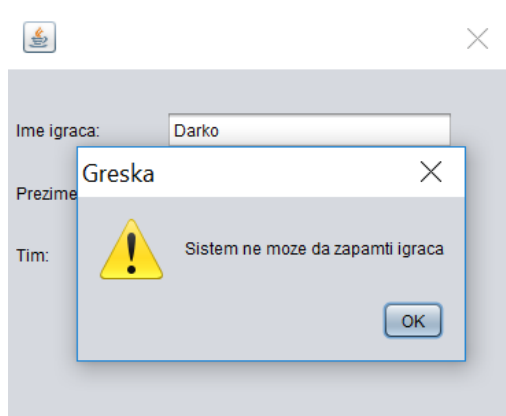 Ime igraca:
Darko
Greska
Prezime
Sistem ne moze da zapamti igraca
Tim:
OK